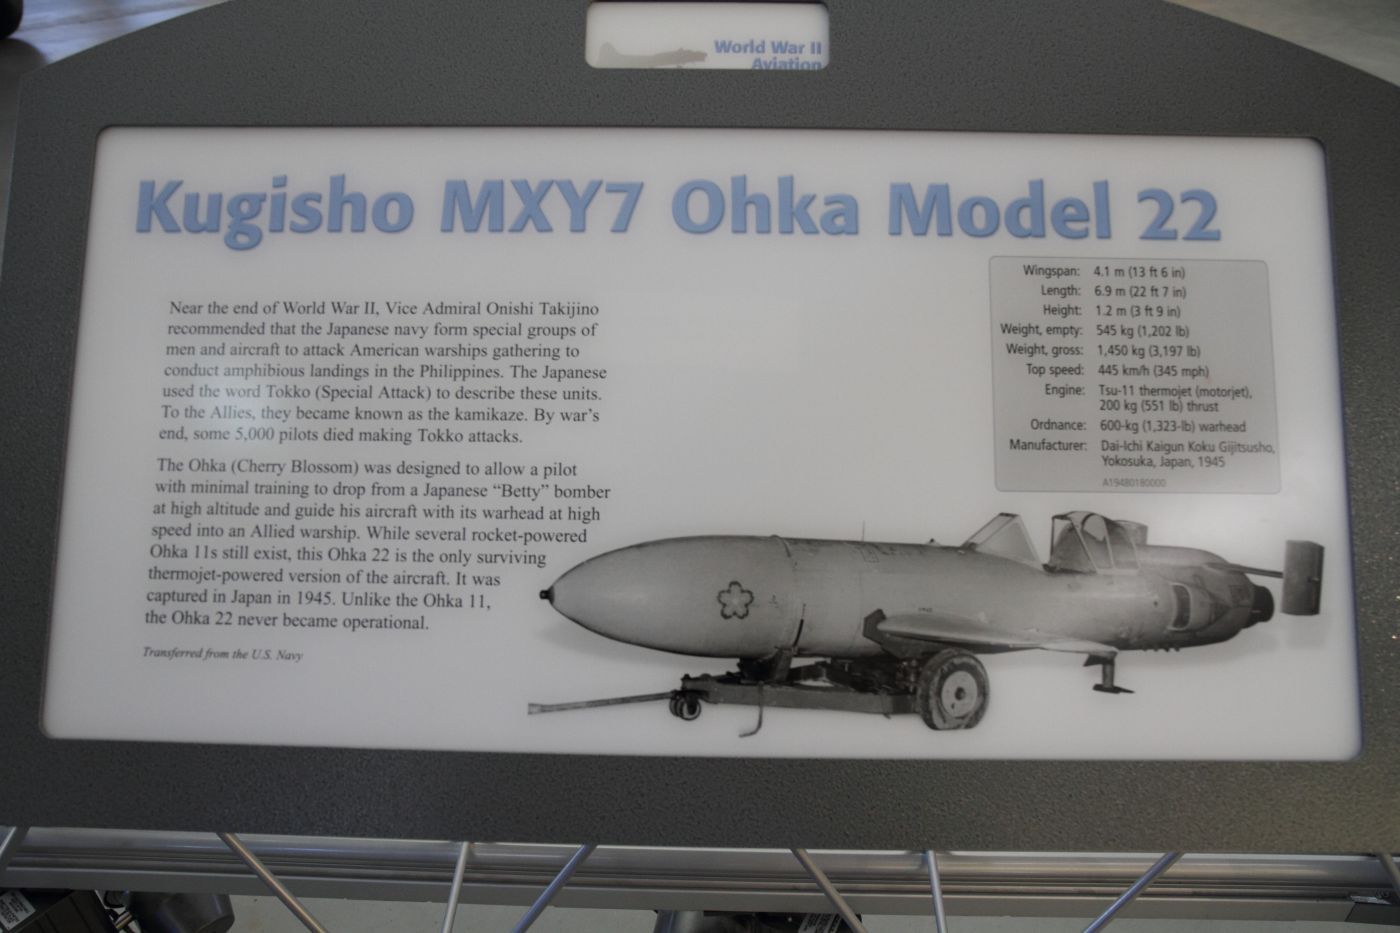 World War II
Aviation
Kugisho MXY7 Ohka Model 22
Near the end of World War II, Vice Admiral Onishi Takijino
recommended that the Japanese navy form special groups of
men and aircraft to attack American warships gathering to
conduct amphibious landings in the Philippines. The Japanese
used the word Tokko (Special Attack) to describe these units.
To the Allies, they became known as the kamikaze. By war's
end, some 5,000 pilots died making Tokko attacks.
The Ohka (Cherry Blossom) was designed to allow a pilot
with minimal training to drop from a Japanese “Betty” bomber
at high altitude and guide his aircraft with its warhead at high
speed into an Allied warship. While several rocket-powered
Ohka 11s still exist, this Ohka 22 is the only surviving
thermojet-powered version of the aircraft. It was
captured in Japan in 1945. Unlike the Ohka 11,
the Ohka 22 never became operational.
Transferred from the U.S. Navy
Wingspan: 4.1 m (13 ft 6 in)
Length: 6.9 m (22 ft 7 in)
Height: 1.2 m (3 ft 9 in)
Weight, empty: 545 kg (1,202 lb)
Weight, gross: 1,450 kg (3,197 lb)
Top speed: 445 km/h (345 mph)
Engine: Tsu-11 thermojet (motorjet),
200 kg (551 lb) thrust
Ordnance: 600-kg (1,323-lb) warhead
Manufacturer: Dai-Ichi Kaigun Koku Gijitsusho,
Yokosuka, Japan, 1945
A19480180000